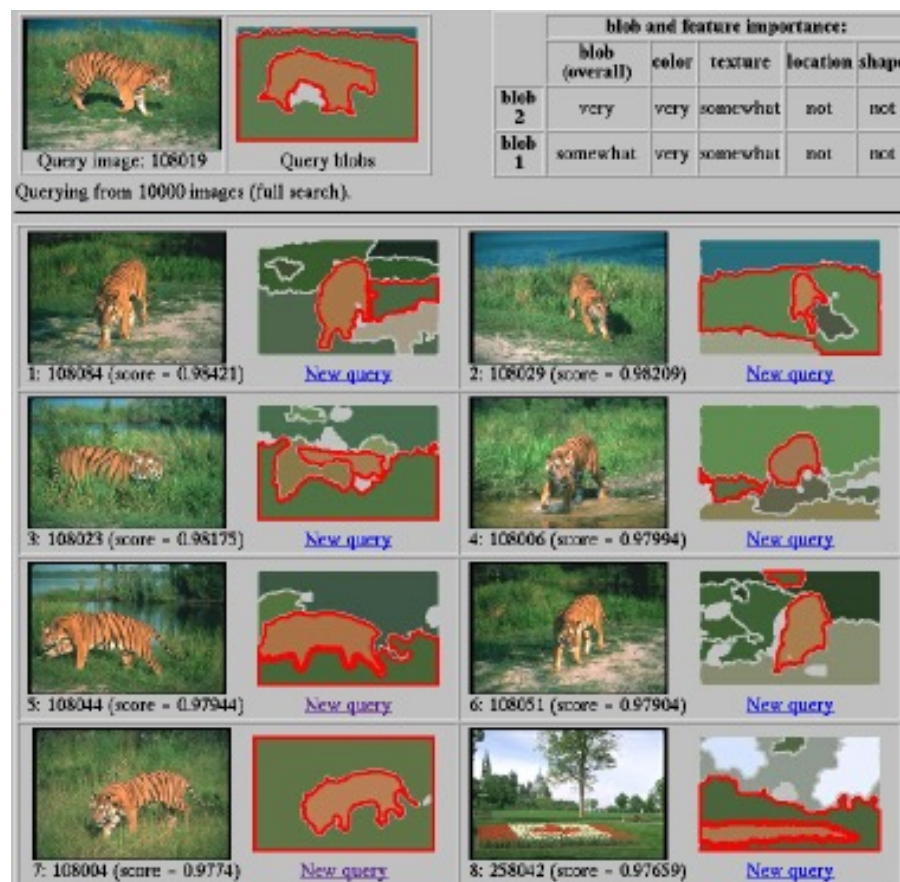 blob and feature importance:
blob (overall) color texture location shape
blob 2 very very somewhat not not
blob 1 somewhat very somewhat not not
Query image: 108019 Query blobs
Querying from 10000 images (full search).
1: 108084 (score = 0.98421) New query 2: 108029 (score = 0.98209) New query
3: 108023 (score = 0.98175) New query 4: 108006 (score = 0.97994) New query
5: 108044 (score = 0.97944) New query 6: 108051 (score = 0.97904) New query
7: 108004 (score = 0.9774) New query 8: 258042 (score = 0.97659) New query